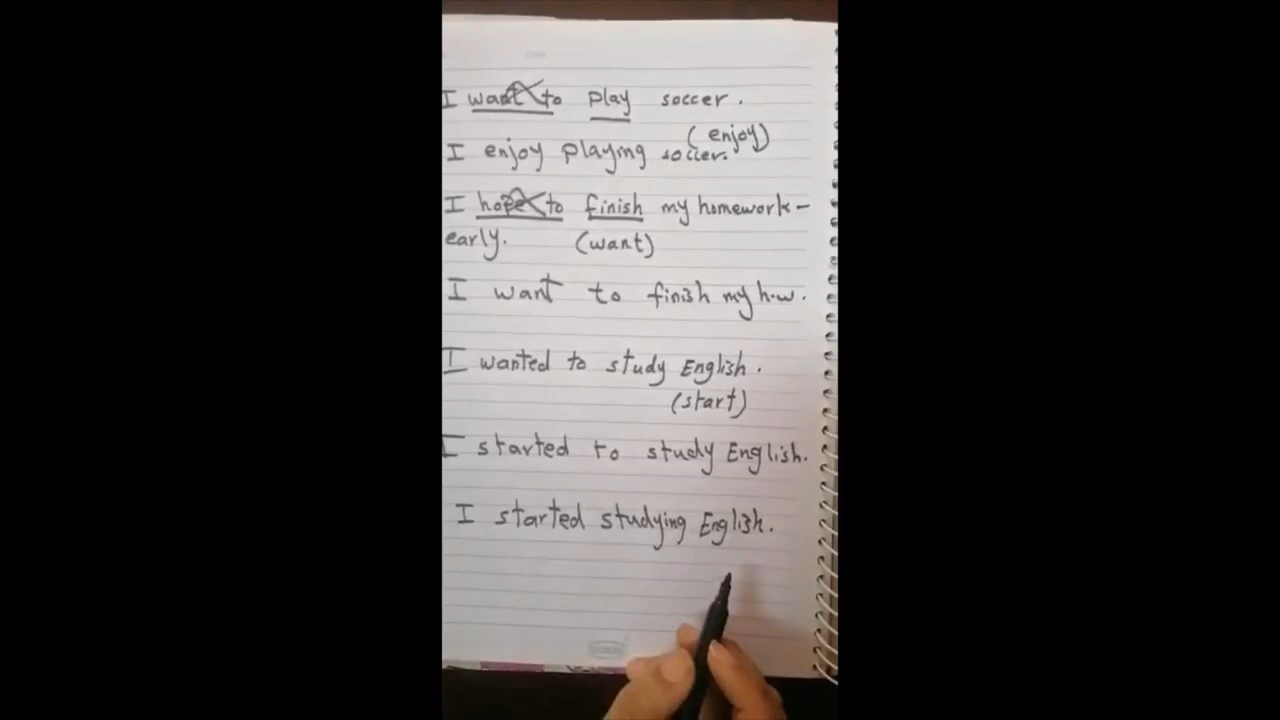 I want to play soccer.
(enjoy)
I enjoy playing soccer.
I hope to finish my homework-
early. (want)
I want to finish my h.w.
I wanted to study English.
(start)
I started to study English.
I started studying English.